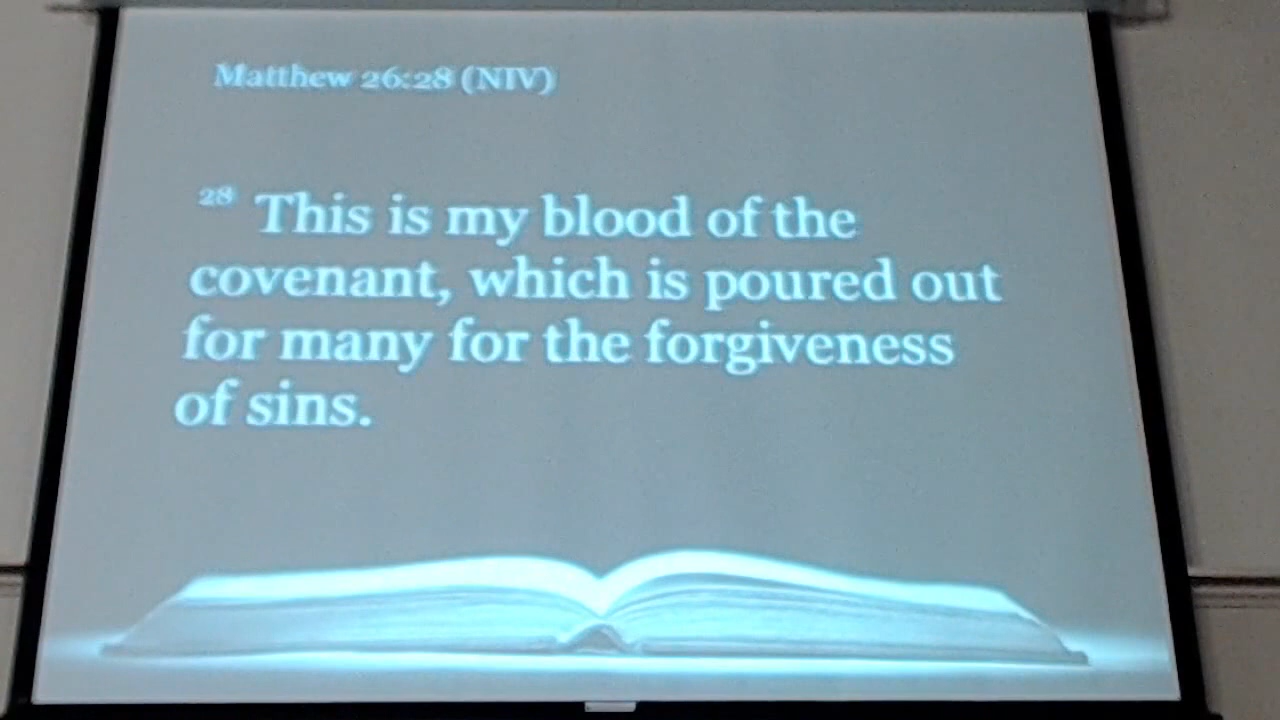 Matthew 26:28 (NIV)
28 This is my blood of the
covenant, which is poured out
for many for the forgiveness
of sins.